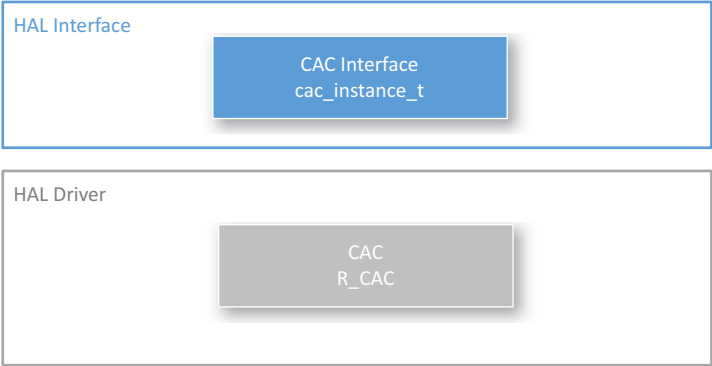 HAL Interface
CAC Interface
cac_instance_t
HAL Driver
CAC
R_CAC